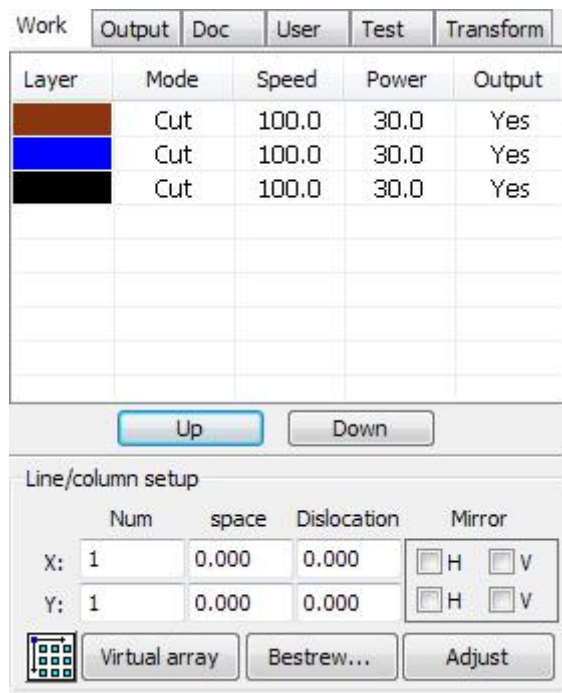 Work Output Doc User Test Transform
Layer Mode Speed Power Output
Cut 100.0 30.0 Yes
Cut 100.0 30.0 Yes
Cut 100.0 30.0 Yes
Up Down
Line/column setup
Num space Dislocation Mirror
X: 1 0.000 0.000 H V
Y: 1 0.000 0.000 H V
Virtual array Bestrew... Adjust